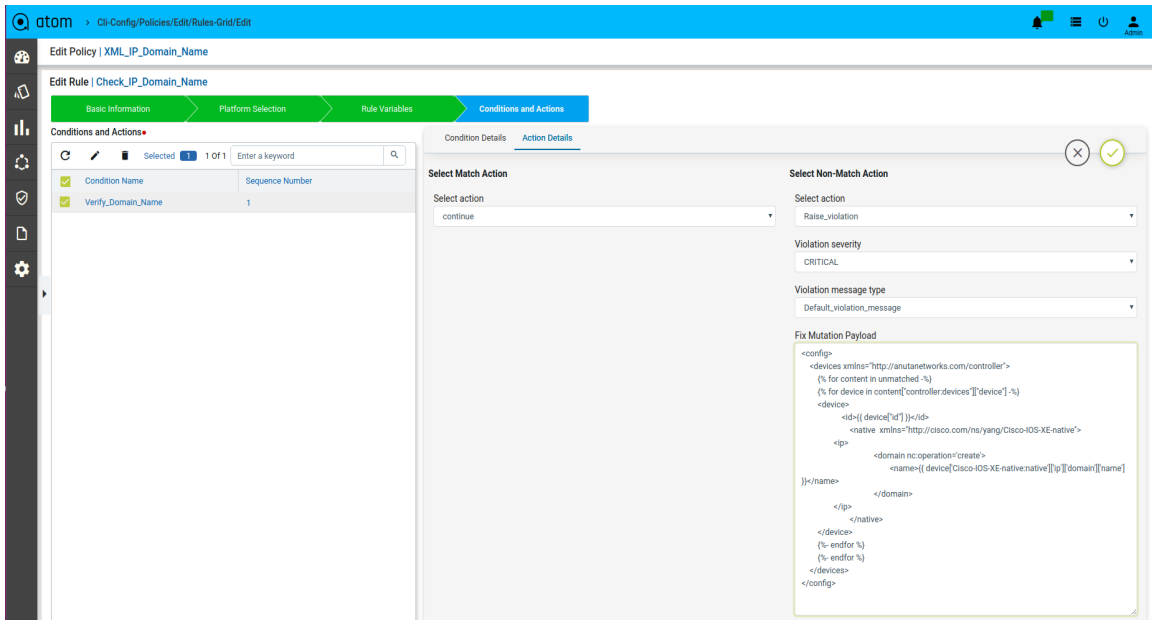 atom > Cli-Config/Policies/Edit/Rules-Grid/Edit
Admin
Edit Policy | XML_IP_Domain_Name
Edit Rule | Check_IP_Domain_Name
Basic Information
Platform Selection
Rule Variables
Conditions and Actions
Conditions and Actions
Selected 1 1 Of 1 Enter a keyword
Condition Name Sequence Number
Verify_Domain_Name 1
Condition Details Action Details
Select Match Action
Select action
continue
Select Non-Match Action
Select action
Raise_violation
Violation severity
CRITICAL
Violation message type
Default_violation_message
Fix Mutation Payload
<config>
<devices xmlns="http://anutanetworks.com/controller">
{% for content in unmatched -%}
{% for device in content["controller:devices"]["device"] -%}
<device>
<id>{{ device["id"] }}</id>
<native xmlns="http://cisco.com/ns/yang/Cisco-IOS-XE-native">
<ip>
<domain nc:operation='create'>
<name>{{ device['Cisco-IOS-XE-native:native']['ip']['domain']['name']
}}</name>
</domain>
</ip>
</native>
</device>
{%- endfor %}
{%- endfor %}
</devices>
</config>